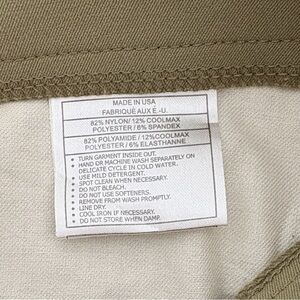 MADE IN USA
FABRIQUÉ AUX É.-U.
82% NYLON/ 12% COOLMAX
POLYESTER / 6% SPANDEX
82% POLYAMIDE / 12%COOLMAX
POLYESTER / 6% ELASTHANNE
• TURN GARMENT INSIDE OUT.
• HAND OR MACHINE WASH SEPARATELY ON
DELICATE CYCLE IN COLD WATER.
• USE MILD DETERGENT.
• SPOT CLEAN WHEN NECESSARY.
• DO NOT BLEACH.
• DO NOT USE SOFTENERS.
• REMOVE FROM WASH PROMPTLY.
• LINE DRY.
• COOL IRON IF NECESSARY.
• DO NOT STORE WHEN DAMP.